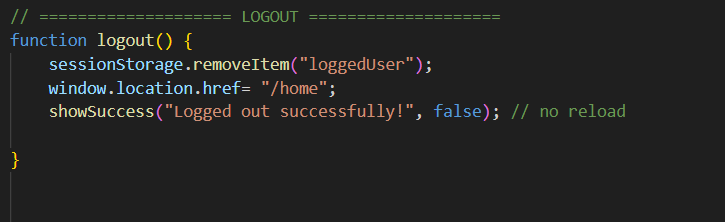 // ==================== LOGOUT ====================
function logout() {
    sessionStorage.removeItem("loggedUser");
    window.location.href= "/home";
    showSuccess("Logged out successfully!", false); // no reload
}